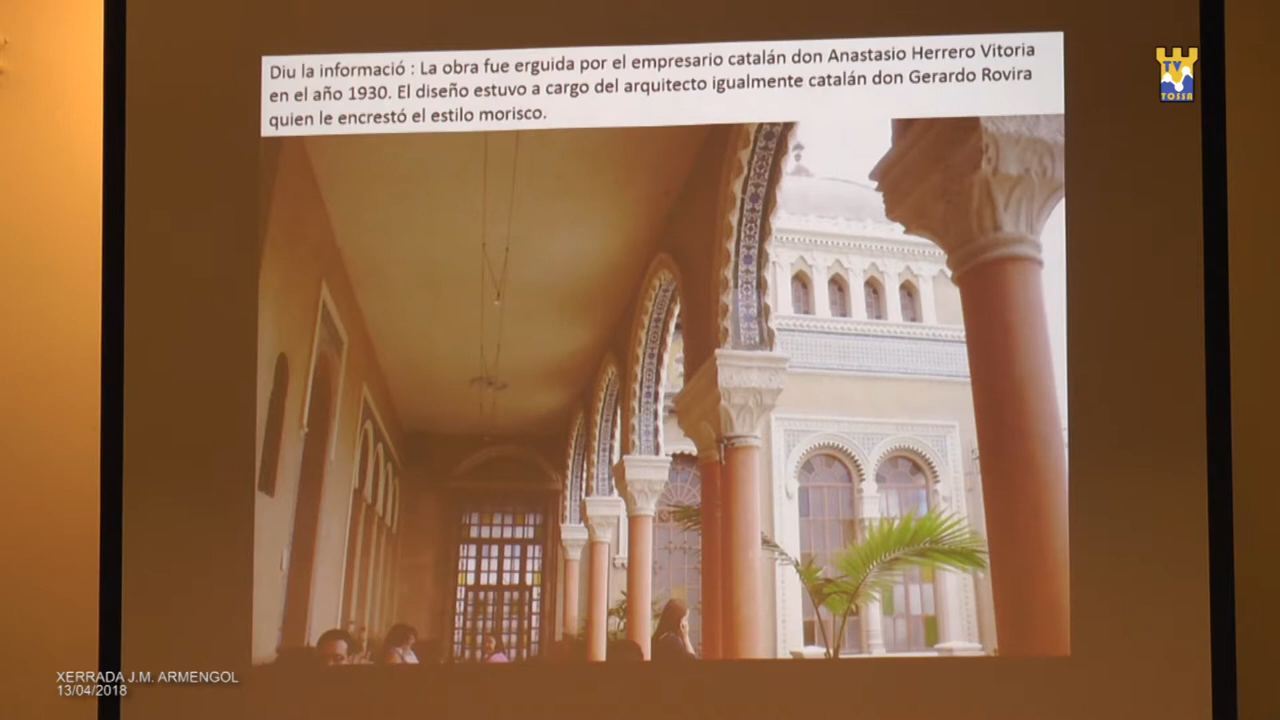 Diu la informació : La obra fue erguida por el empresario catalán don Anastasio Herrero Vitoria
en el año 1930. El diseño estuvo a cargo del arquitecto igualmente catalán don Gerardo Rovira
quien le encrestó el estilo morisco.
TV
TOSSA
XERRADA J.M. ARMENGOL
13/04/2018